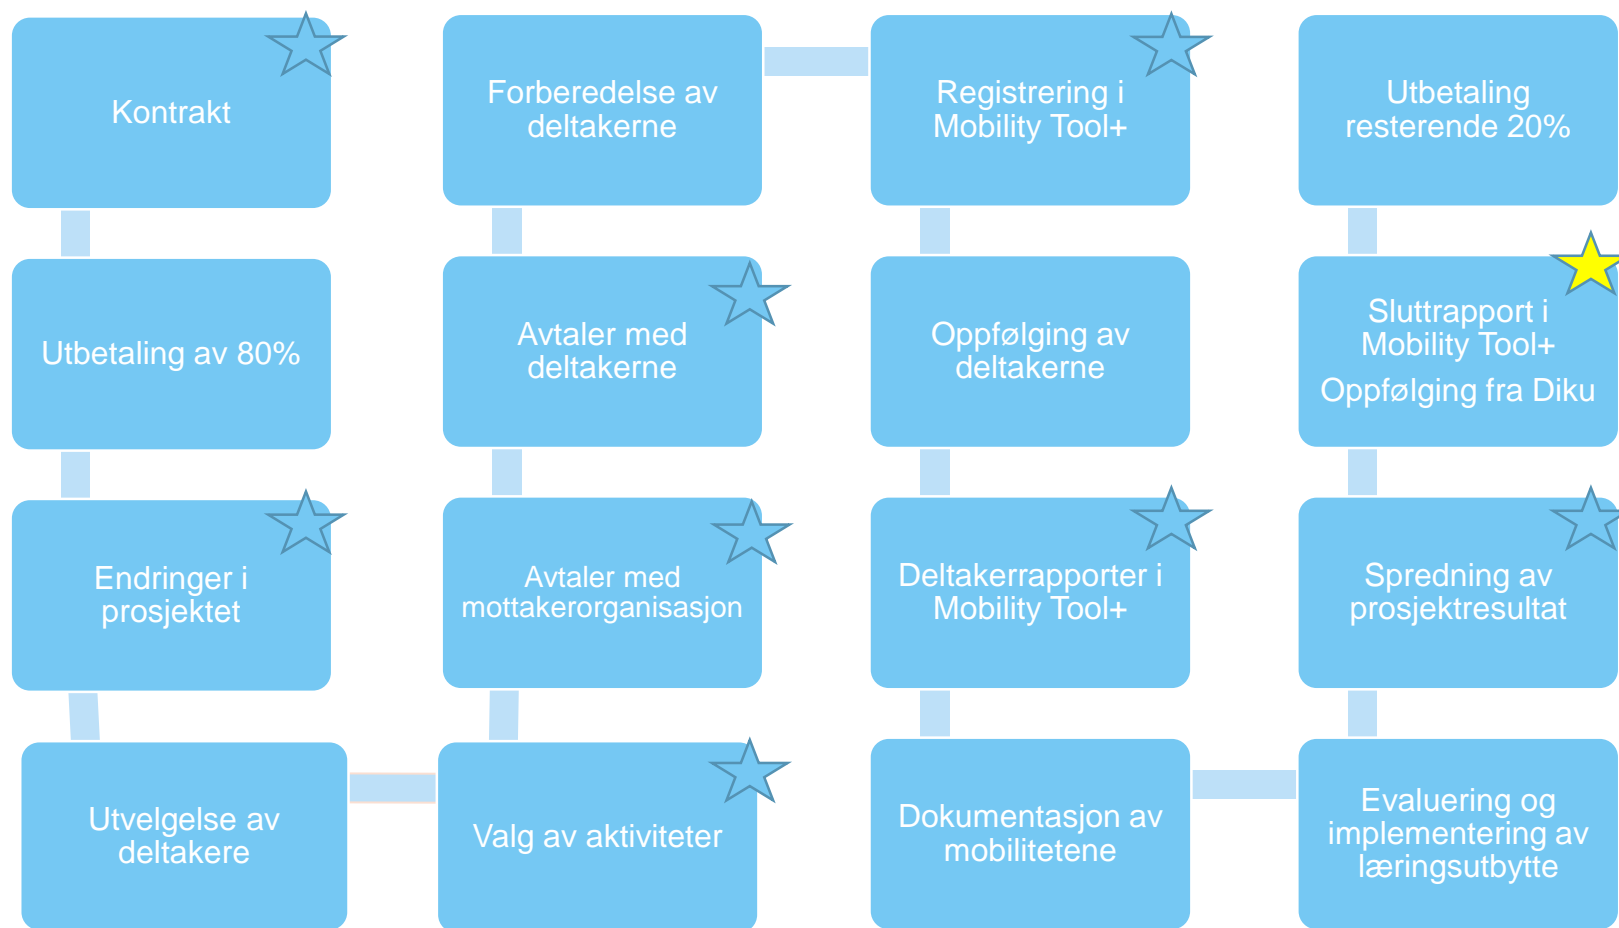 Kontrakt
Utbetaling av 80%
Endringer i
prosjektet
Utvelgelse av
deltakere
Valg av aktiviteter
Avtaler med
mottakerorganisasjon
Avtaler med
deltakerne
Forberedelse av
deltakerne
Registrering i
Mobility Tool+
Oppfølging av
deltakerne
Deltakerrapporter i
Mobility Tool+
Dokumentasjon av
mobilitetene
Evaluering og
implementering av
læringsutbytte
Spredning av
prosjektresultat
Sluttrapport i
Mobility Tool+
Oppfølging fra Diku
Utbetaling
resterende 20%